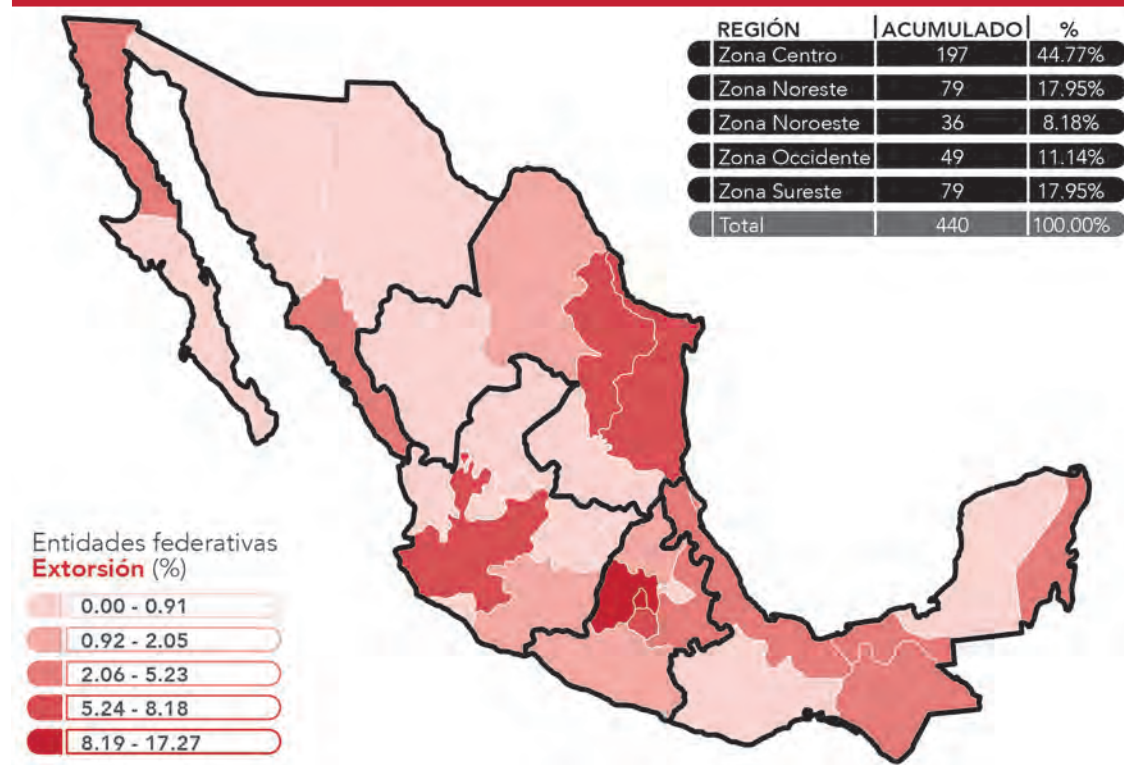 REGIÓN ACUMULADO %
Zona Centro 197 44.77%
Zona Noreste 79 17.95%
Zona Noroeste 36 8.18%
Zona Occidente 49 11.14%
Zona Sureste 79 17.95%
Total 440 100.00%
Entidades federativas
Extorsión (%)
0.00 - 0.91
0.92 - 2.05
2.06 - 5.23
5.24 - 8.18
8.19 - 17.27